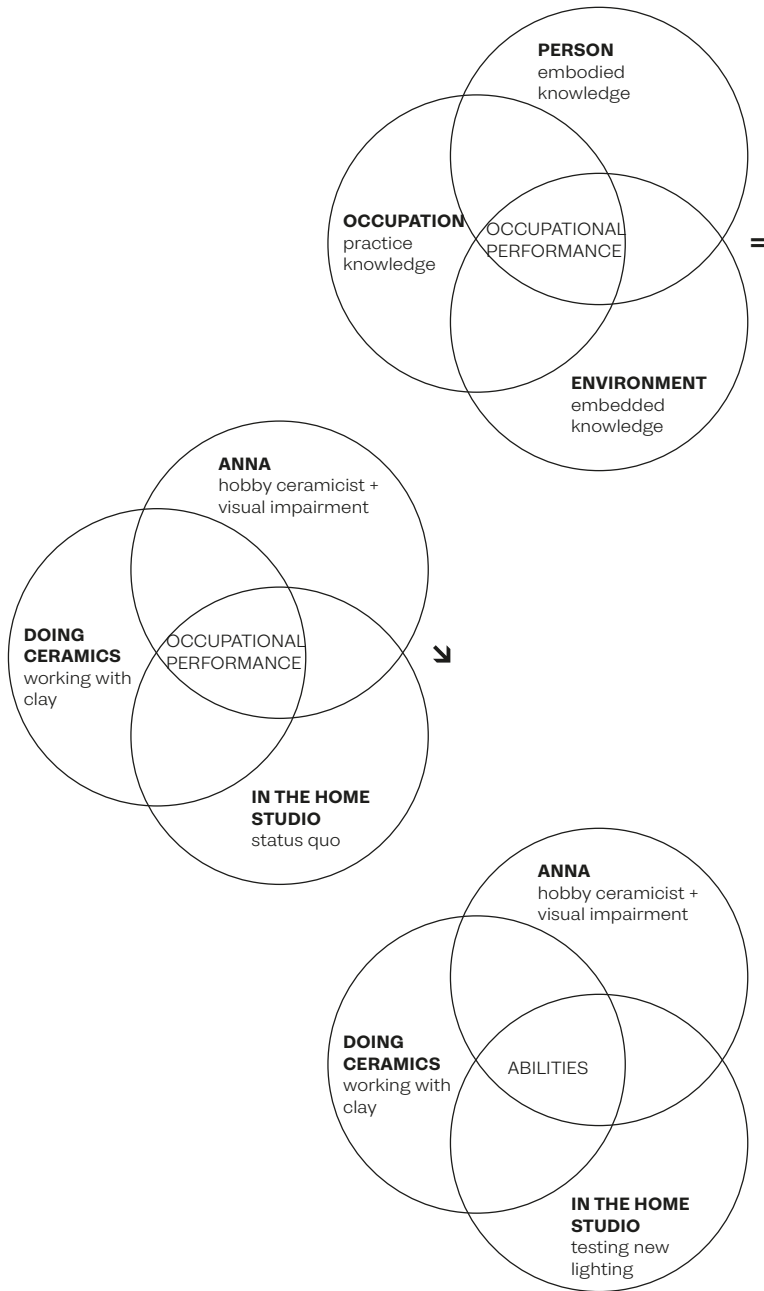 PERSON
embodied
knowledge
OCCUPATION
practice
knowledge
OCCUPATIONAL
PERFORMANCE
=
ENVIRONMENT
embedded
knowledge
ANNA
hobby ceramicist +
visual impairment
DOING
CERAMICS
working with
clay
OCCUPATIONAL
PERFORMANCE
↘
IN THE HOME
STUDIO
status quo
ANNA
hobby ceramicist +
visual impairment
DOING
CERAMICS
working with
clay
ABILITIES
IN THE HOME
STUDIO
testing new
lighting